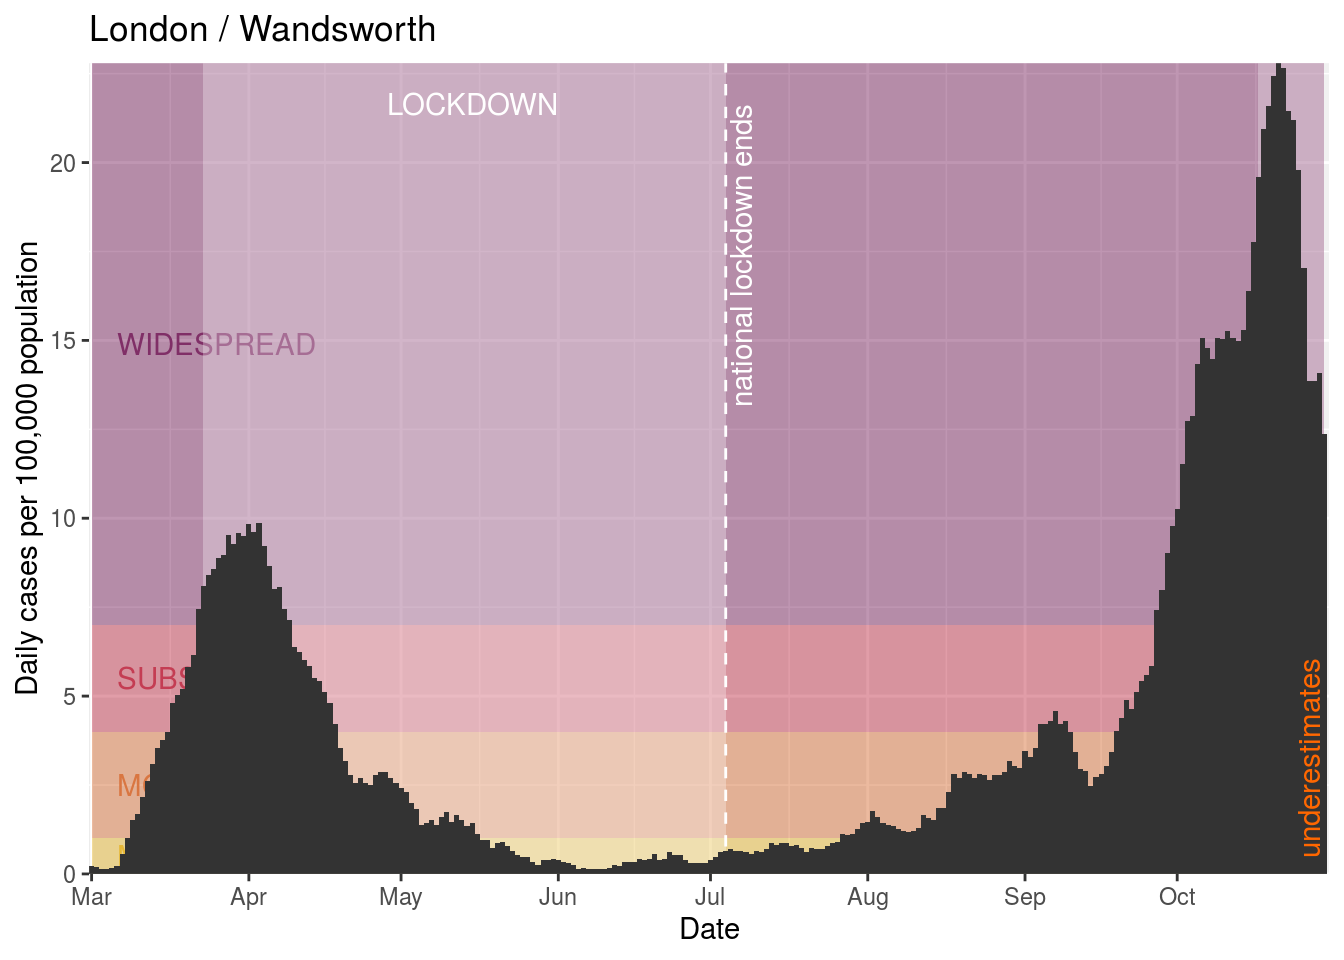 London / Wandsworth
LOCKDOWN
national lockdown ends
WIDESPREAD
underestimates
Daily cases per 100,000 population
20
15
10
5
0
Mar Apr May Jun Jul Aug Sep Oct
Date